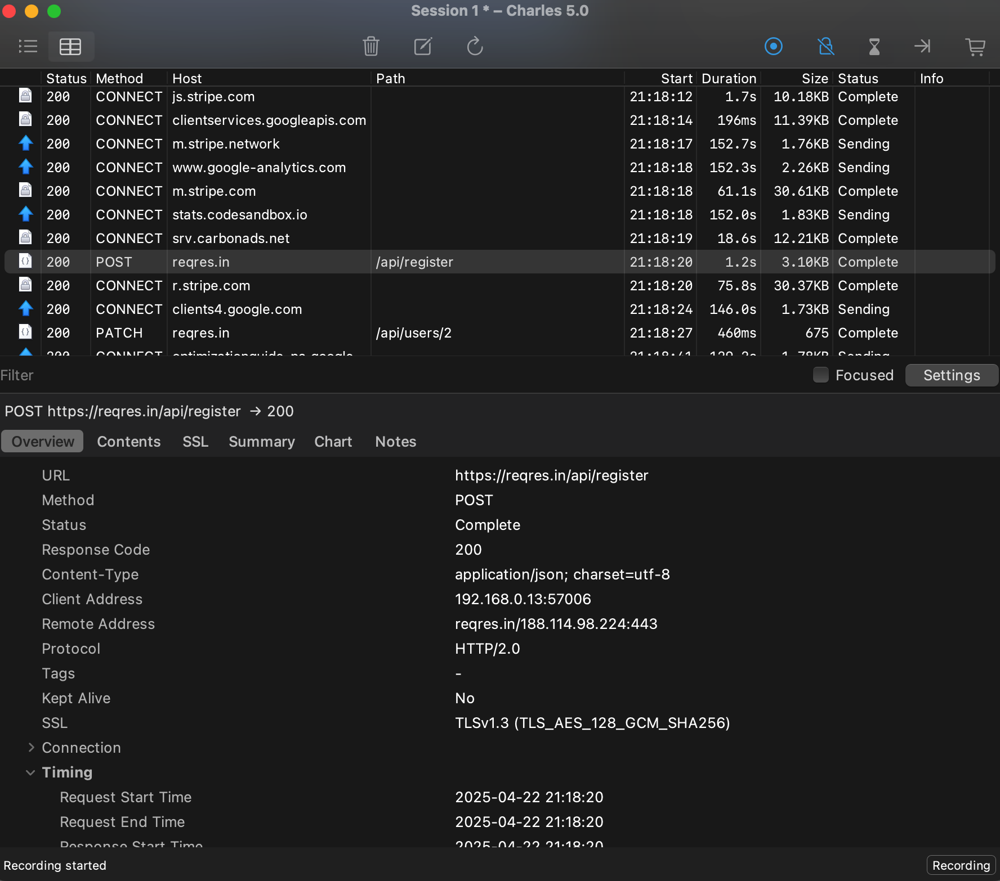 Session 1 * – Charles 5.0
Status Method Host Path Start Duration Size Status Info
200 CONNECT js.stripe.com 21:18:12 1.7s 10.18KB Complete
200 CONNECT clientservices.googleapis.com 21:18:14 196ms 11.39KB Complete
200 CONNECT m.stripe.network 21:18:17 152.7s 1.76KB Sending
200 CONNECT www.google-analytics.com 21:18:18 152.3s 2.26KB Sending
200 CONNECT m.stripe.com 21:18:18 61.1s 30.61KB Complete
200 CONNECT stats.codesandbox.io 21:18:18 152.0s 1.83KB Sending
200 CONNECT srv.carbonads.net 21:18:19 18.6s 12.21KB Complete
{} 200 POST reqres.in /api/register 21:18:20 1.2s 3.10KB Complete
200 CONNECT r.stripe.com 21:18:20 75.8s 30.37KB Complete
200 CONNECT clients4.google.com 21:18:24 146.0s 1.73KB Sending
{} 200 PATCH reqres.in /api/users/2 21:18:27 460ms 675 Complete
200 CONNECT 21:18:41 1.78KB Sending
Filter Focused Settings
POST https://reqres.in/api/register → 200
Overview Contents SSL Summary Chart Notes
URL https://reqres.in/api/register
Method POST
Status Complete
Response Code 200
Content-Type application/json; charset=utf-8
Client Address 192.168.0.13:57006
Remote Address reqres.in/188.114.98.224:443
Protocol HTTP/2.0
Tags -
Kept Alive No
SSL TLSv1.3 (TLS_AES_128_GCM_SHA256)
Connection
Timing
Request Start Time 2025-04-22 21:18:20
Request End Time 2025-04-22 21:18:20
Response Start Time 2025-04-22 21:18:20
Recording started Recording